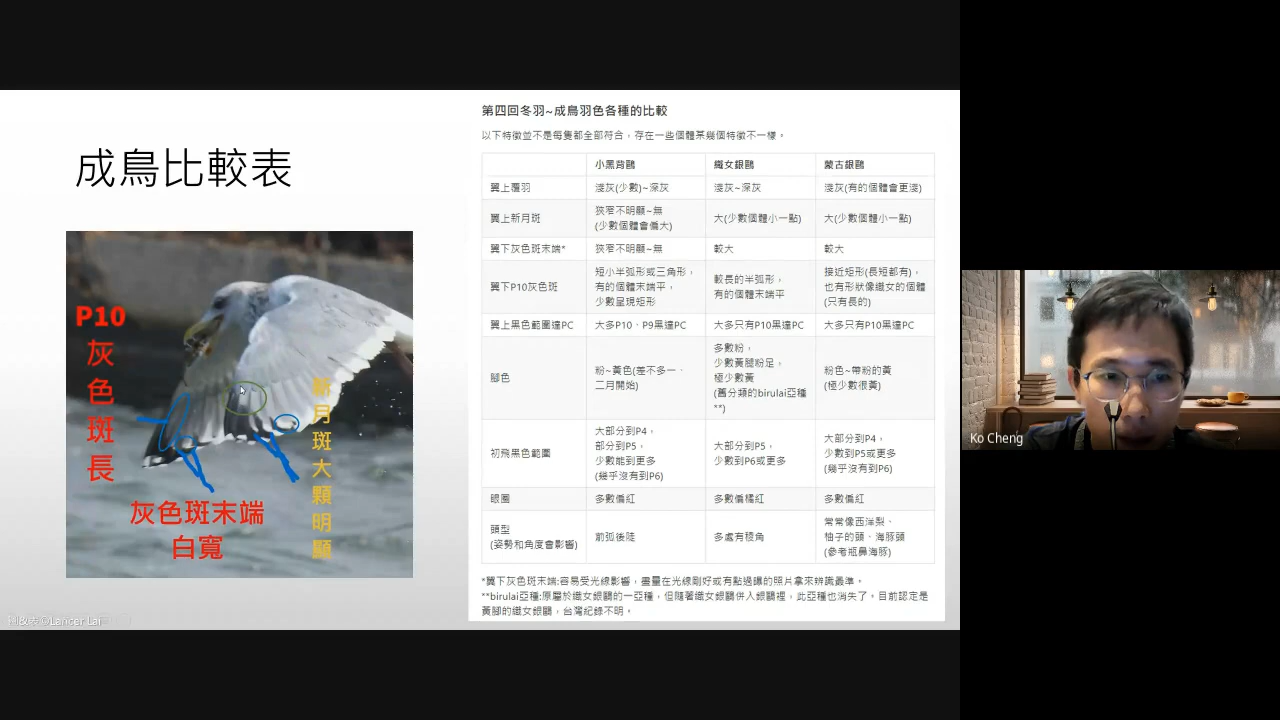 成鳥比較表
P10
灰
色
斑
長
灰色斑末端
白寬
新
月
斑
大
顆
明
顯
第四回冬羽~成鳥羽色各種的比較
以下特徵並不是每隻都全部符合，存在一些個體某幾個特徵不一樣。
小黑背鷗 織女銀鷗 蒙古銀鷗
翼上覆羽 淺灰(少數)~深灰 淺灰~深灰 淺灰(有的個體會更淺)
翼上新月斑 狹窄不明顯~無 大(少數個體小一點) 大(少數個體小一點)
(少數個體會偏大)
翼下灰色斑末端* 狹窄不明顯~無 較大 較大
翼下P10灰色斑 短小半弧形或三角形， 較長的半弧形， 接近矩形(長短都有)，
有的個體末端平， 有的個體末端平 也有形狀像織女的個體
少數呈現矩形 (只有長的)
翼上黑色範圍達PC 大多P10、P9黑達PC 大多只有P10黑達PC 大多只有P10黑達PC
腳色 粉~黃色(差不多一、 多數粉， 粉色~帶粉的黃
二月開始) 少數黃腿粉足， (極少數很黃)
極少數黃
(舊分類的birulai亞種
**)
初飛黑色範圍 大部分到P4， 大部分到P5， 大部分到P4，
部分到P5， 少數到P6或更多 少數到P5或更多
少數能到更多 (幾乎沒有到P6)
(幾乎沒有到P6)
眼圈 多數偏紅 多數偏橘紅 多數偏紅
頭型 前弧後陡 多處有稜角 常常像西洋梨、
(姿勢和角度會影響) 柚子的頭、海豚頭
(參考瓶鼻海豚)
*翼下灰色斑末端:容易受光線影響，盡量在光線剛好或有點過曝的照片拿來辨識最準。
**birulai亞種:原屬於織女銀鷗的一亞種，但隨著織女銀鷗併入銀鷗裡，此亞種也消失了。目前認定是
黃腳的織女銀鷗，台灣紀錄不明。
Ko Cheng